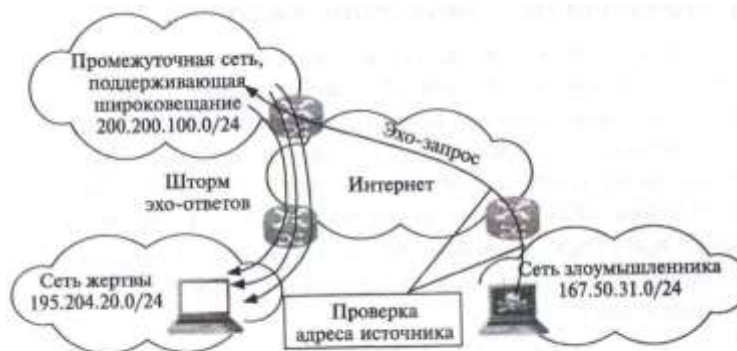 Промежуточная сеть,
поддерживающая
широковещание
200.200.100.0/24
Эхо-запрос
Интернет
Шторм
эхо-ответов
Сеть жертвы
195.204.20.0/24
Проверка
адреса источника
Сеть злоумышленника
167.50.31.0/24